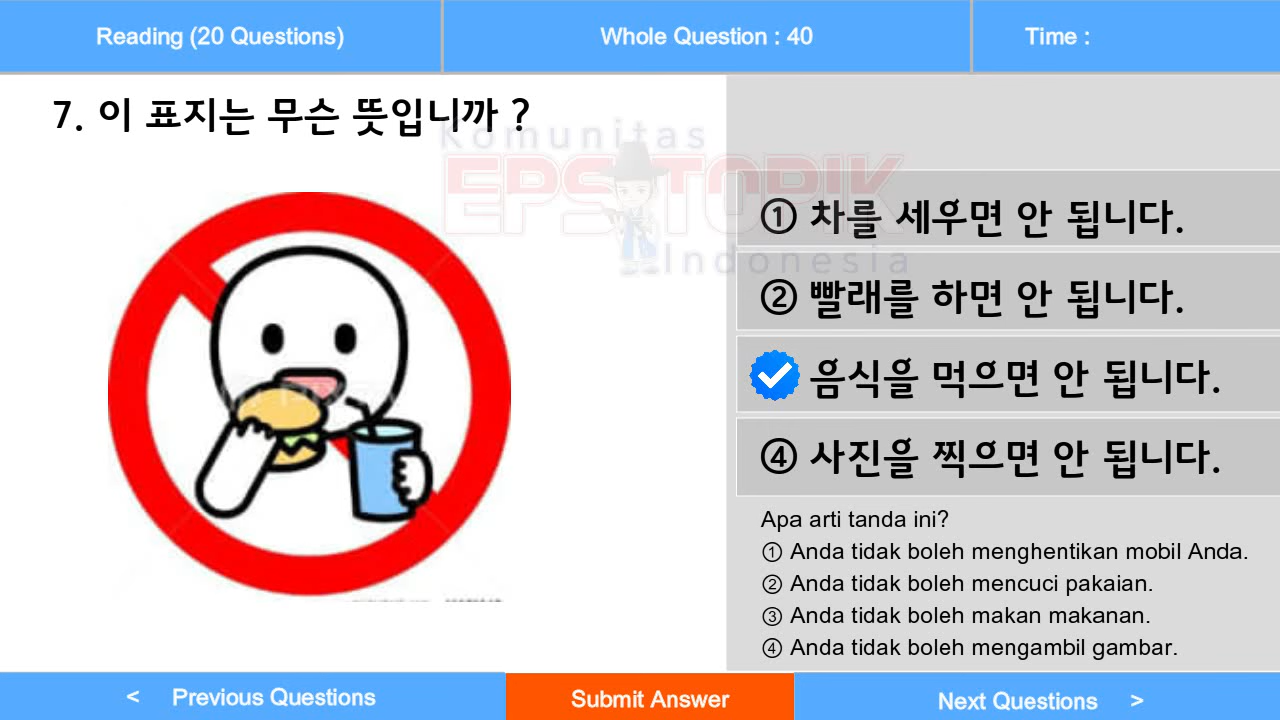 Reading (20 Questions)
Whole Question : 40
Time :
7. 이 표지는 무슨 뜻입니까 ?
Komunitas
EPS TOPIK
Indonesia
① 차를 세우면 안 됩니다.
② 빨래를 하면 안 됩니다.
음식을 먹으면 안 됩니다.
④ 사진을 찍으면 안 됩니다.
Apa arti tanda ini?
① Anda tidak boleh menghentikan mobil Anda.
② Anda tidak boleh mencuci pakaian.
③ Anda tidak boleh makan makanan.
④ Anda tidak boleh mengambil gambar.
< Previous Questions
Submit Answer
Next Questions >